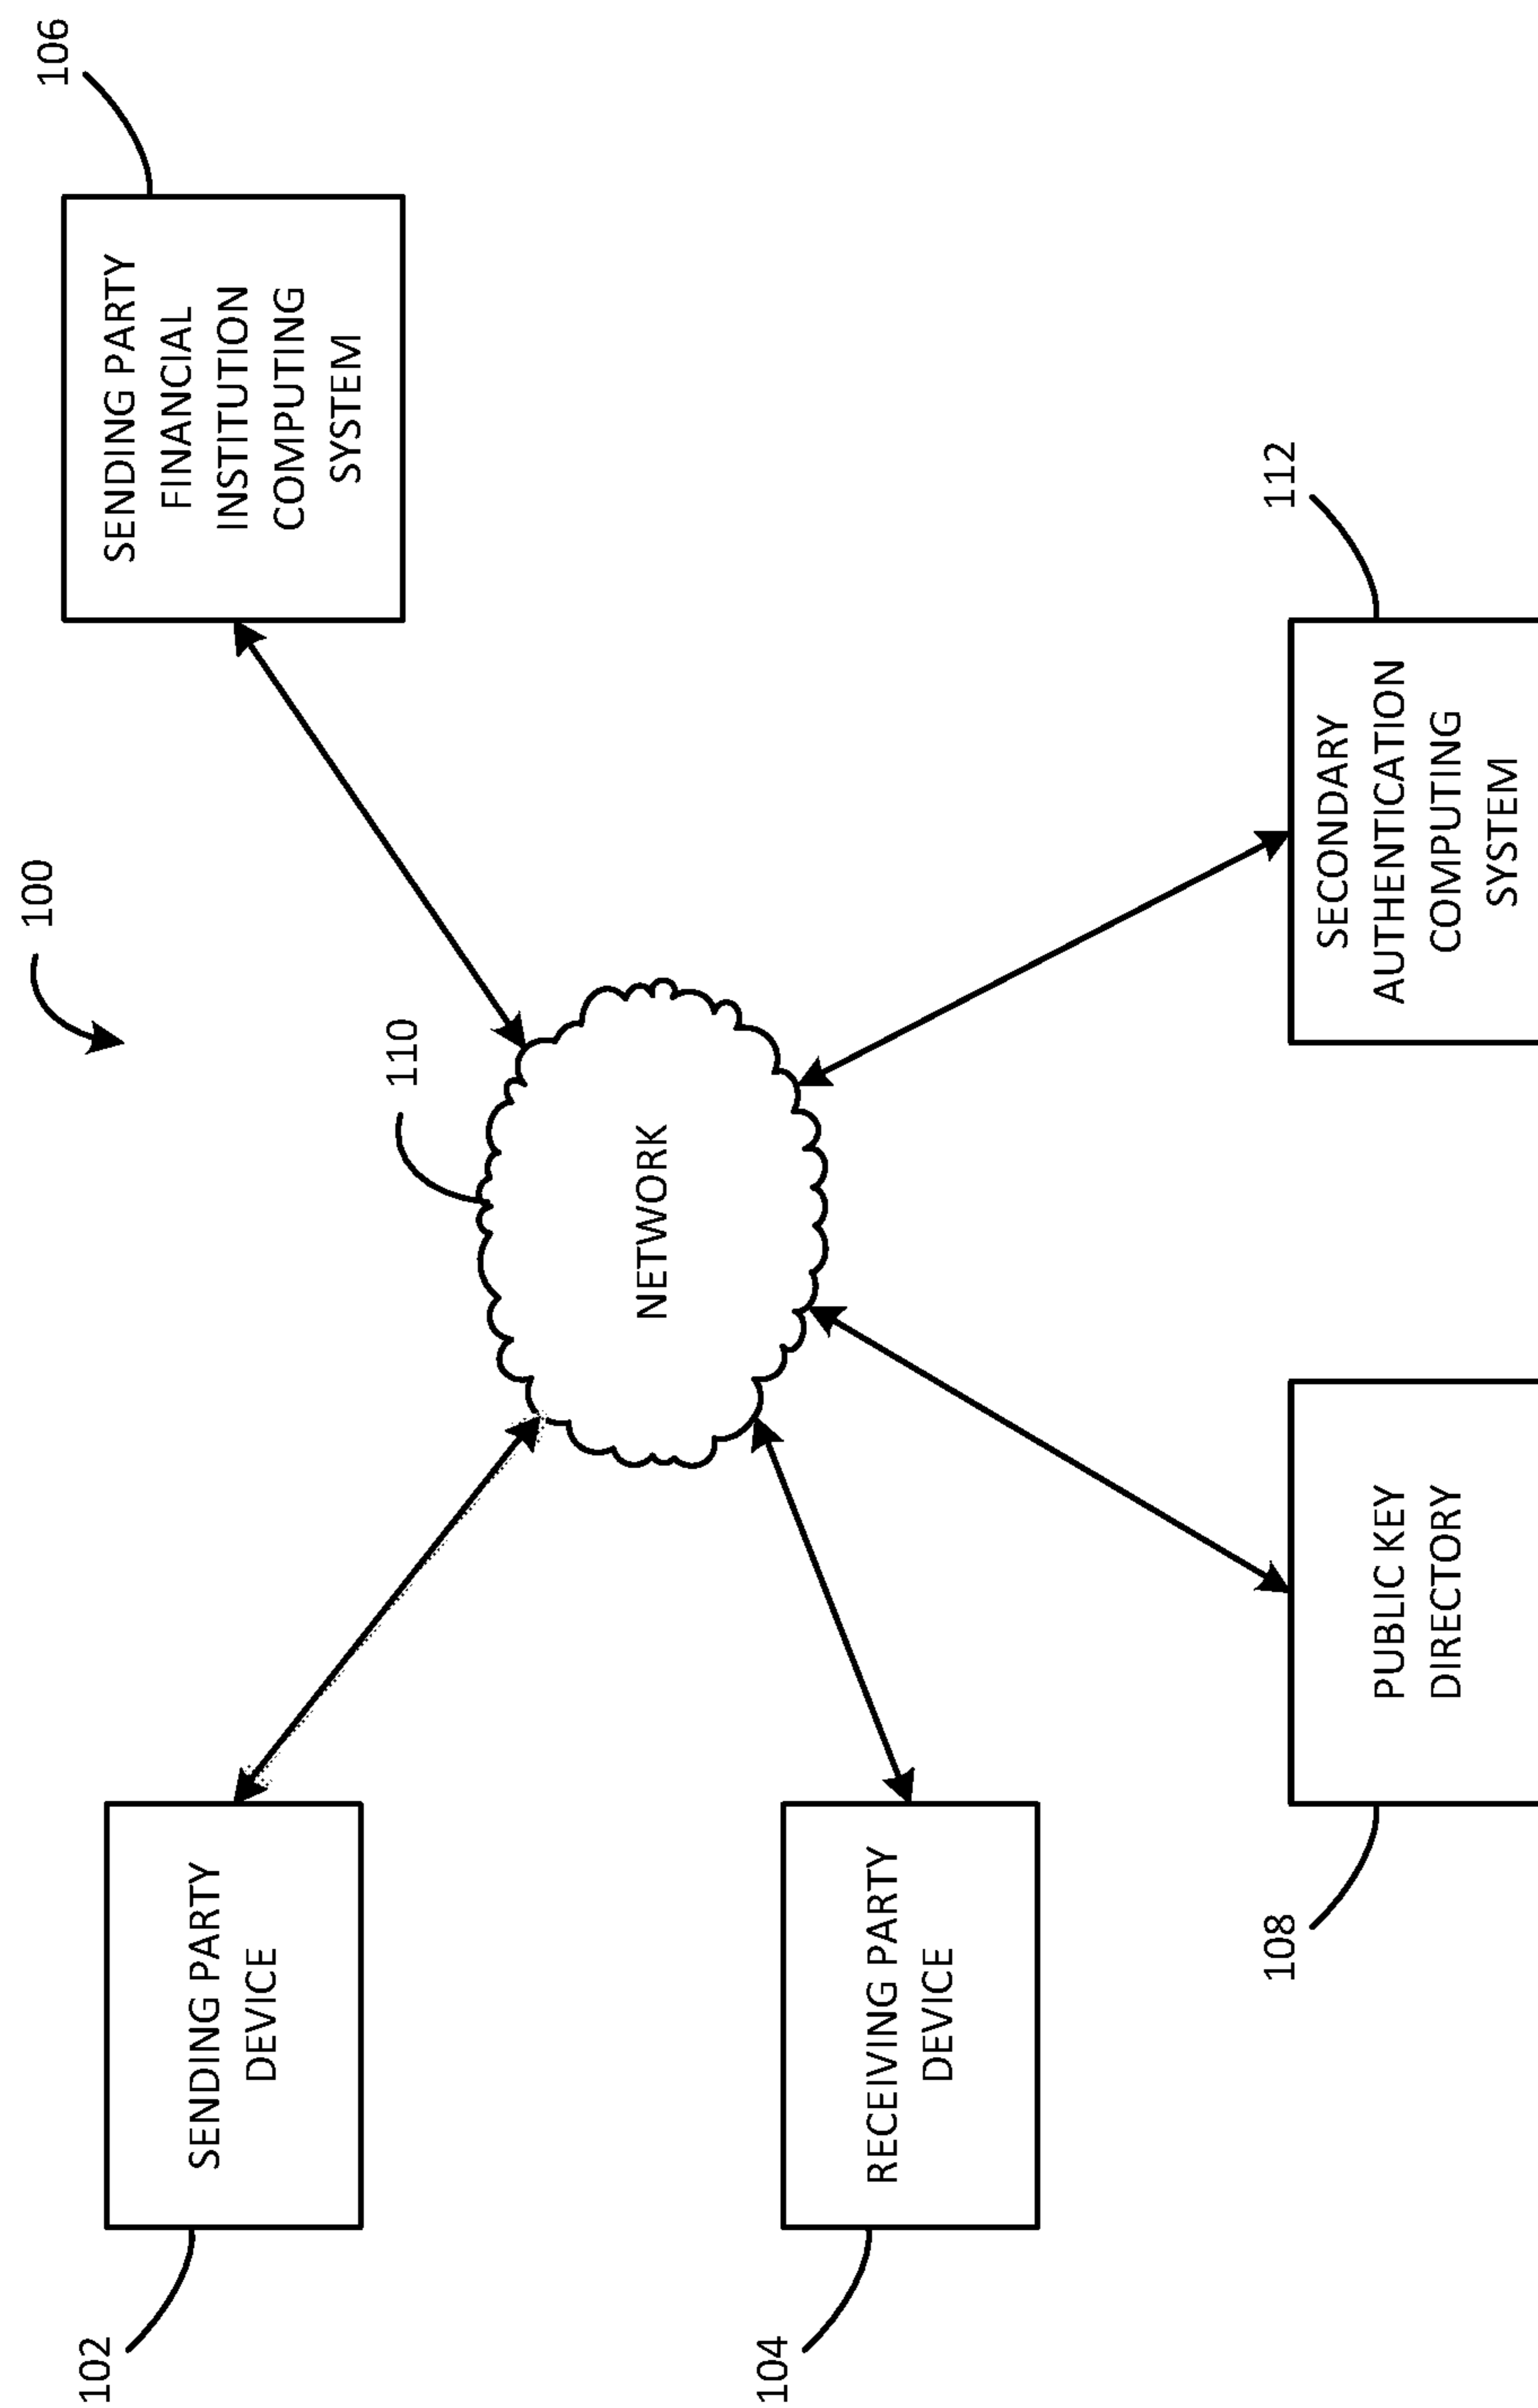 100
102
SENDING PARTY
DEVICE
106
SENDING PARTY
FINANCIAL
INSTITUTION
COMPUTING
SYSTEM
110
NETWORK
104
RECEIVING PARTY
DEVICE
108
PUBLIC KEY
DIRECTORY
112
SECONDARY
AUTHENTICATION
COMPUTING
SYSTEM